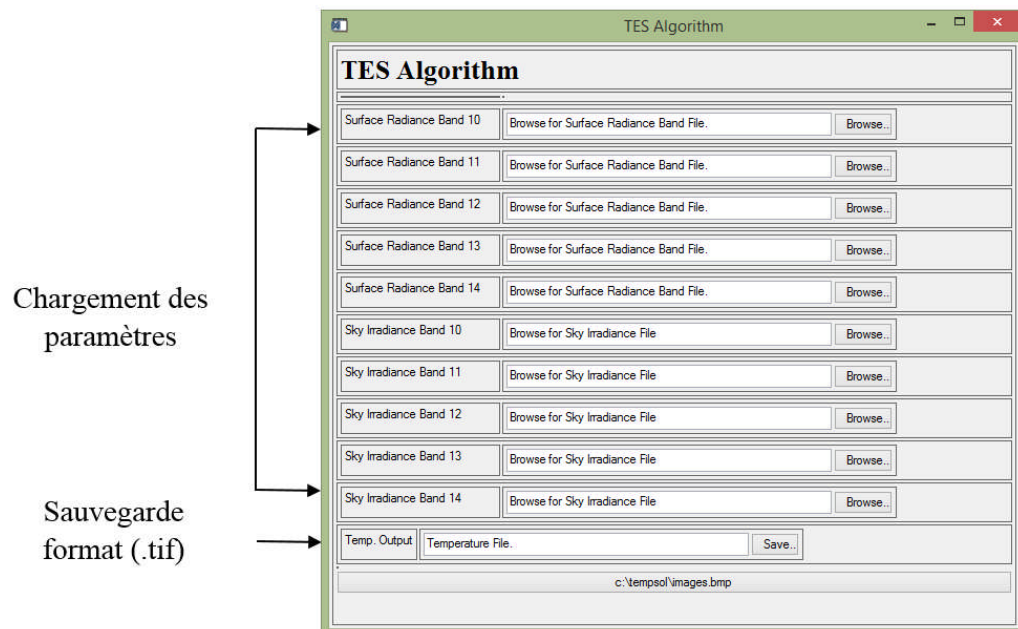 TES Algorithm
TES Algorithm
Surface Radiance Band 10 Browse for Surface Radiance Band File. Browse..
Surface Radiance Band 11 Browse for Surface Radiance Band File. Browse..
Surface Radiance Band 12 Browse for Surface Radiance Band File. Browse..
Surface Radiance Band 13 Browse for Surface Radiance Band File. Browse..
Surface Radiance Band 14 Browse for Surface Radiance Band File. Browse..
Chargement des
paramètres
Sky Irradiance Band 10 Browse for Sky Irradiance File Browse..
Sky Irradiance Band 11 Browse for Sky Irradiance File Browse..
Sky Irradiance Band 12 Browse for Sky Irradiance File Browse..
Sky Irradiance Band 13 Browse for Sky Irradiance File Browse..
Sky Irradiance Band 14 Browse for Sky Irradiance File Browse..
Sauvegarde
format (.tif)
Temp. Output Temperature File. Save..
c:\tempsol\images.bmp